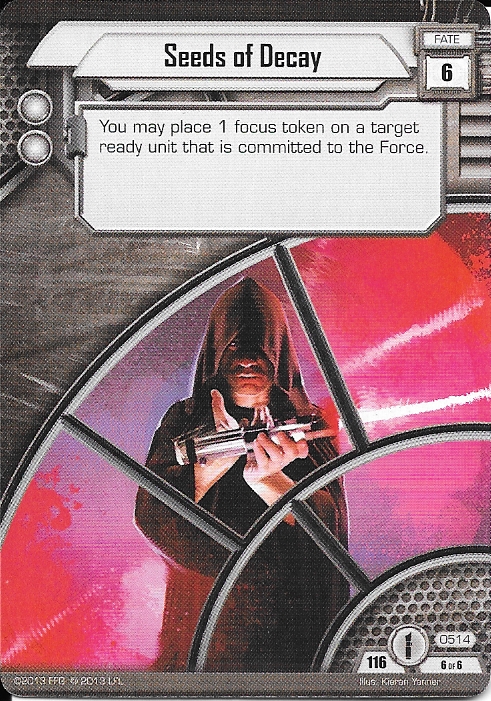 Seeds of Decay
FATE
6
You may place 1 focus token on a target
ready unit that is committed to the Force.
0514
116
6 OF 6
©2013 FFG © 2013 LFL
Illus. Kieran Yanner